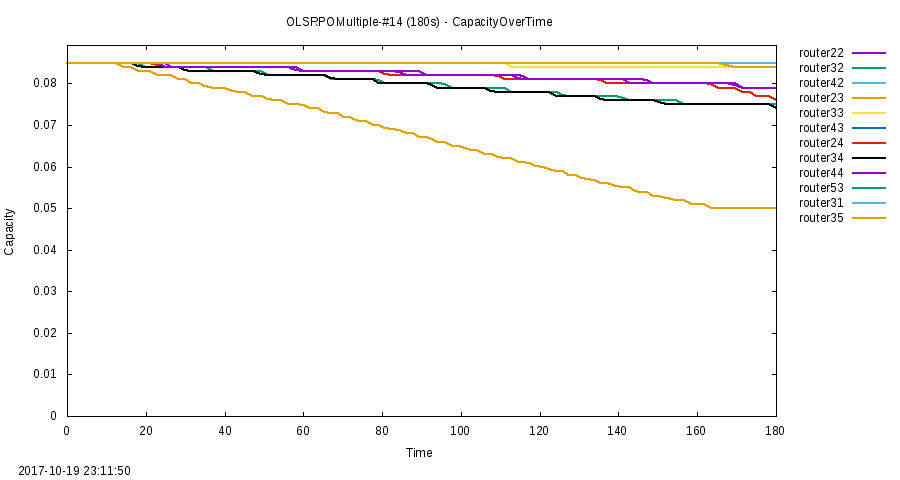 OLSRPOMultiple-#14 (180s) - CapacityOverTime
router22
router32
router42
router23
router33
router43
router24
router34
router44
router53
router31
router35
0.08
0.07
0.06
0.05
0.04
0.03
0.02
0.01
0
Capacity
0 20 40 60 80 100 120 140 160 180
Time
2017-10-19 23:11:50